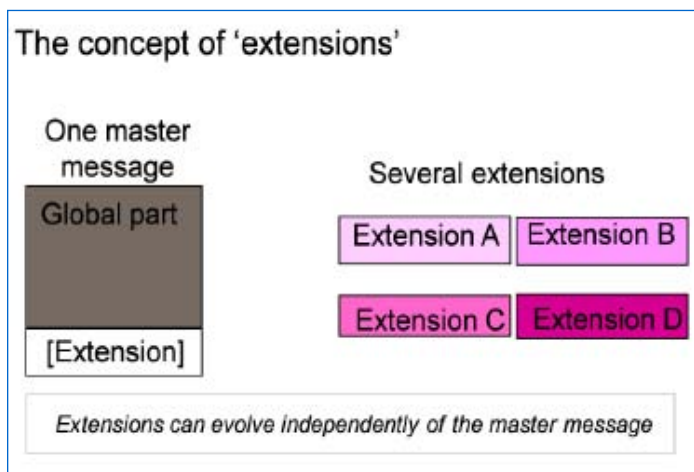 The concept of ‘extensions’
One master
message
Global part
[Extension]
Several extensions
Extension A
Extension B
Extension C
Extension D
Extensions can evolve independently of the master message